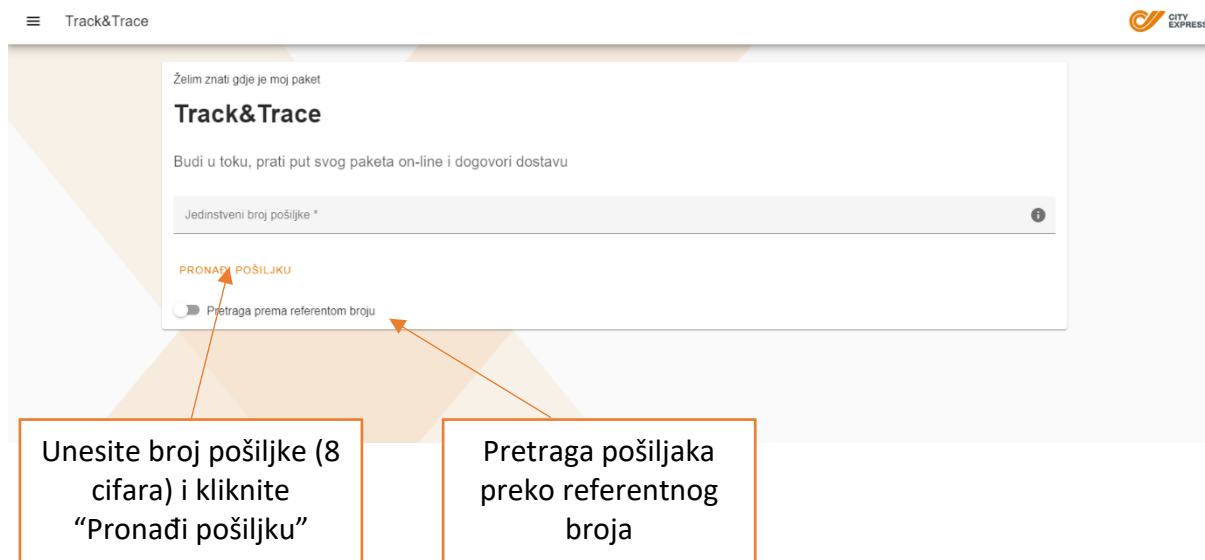 Track&Trace
CITY
EXPRESS
Želim znati gdje je moj paket
Track&Trace
Budi u toku, prati put svog paketa on-line i dogovori dostavu
Jedinstveni broj pošiljke *
PRONAĐI POŠILJKU
Pretraga prema referentom broju
Unesite broj pošiljke (8
cifara) i kliknite
“Pronađi pošiljku”
Pretraga pošiljaka
preko referentnog
broja